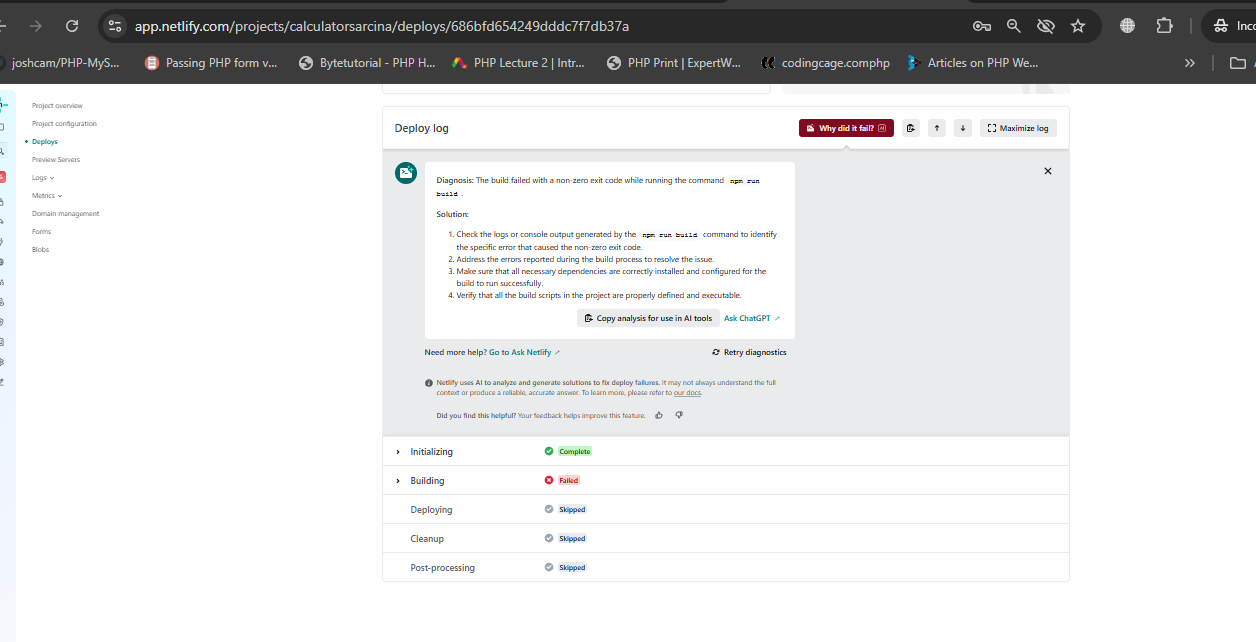 app.netlify.com/projects/calculatorsarcina/deploys/686bfd654249dddc7f7db37a
joshcam/PHP-MyS...
Passing PHP form v...
Bytetutorial - PHP H...
PHP Lecture 2 | Intr...
PHP Print | ExpertW...
codingcage.comphp
Articles on PHP We...
»
Project overview
Project configuration
Deploys
Preview Servers
Logs
Metrics
Domain management
Forms
Blobs
Deploy log
Why did it fail? AI
Maximize log
Diagnosis: The build failed with a non-zero exit code while running the command npm run
build .
Solution:
1. Check the logs or console output generated by the npm run build command to identify
the specific error that caused the non-zero exit code.
2. Address the errors reported during the build process to resolve the issue.
3. Make sure that all necessary dependencies are correctly installed and configured for the
build to run successfully.
4. Verify that all the build scripts in the project are properly defined and executable.
Copy analysis for use in AI tools
Ask ChatGPT
Need more help? Go to Ask Netlify
Retry diagnostics
Netlify uses AI to analyze and generate solutions to fix deploy failures. It may not always understand the full
context or produce a reliable, accurate answer. To learn more, please refer to our docs.
Did you find this helpful? Your feedback helps improve this feature.
Initializing
Complete
Building
Failed
Deploying
Skipped
Cleanup
Skipped
Post-processing
Skipped